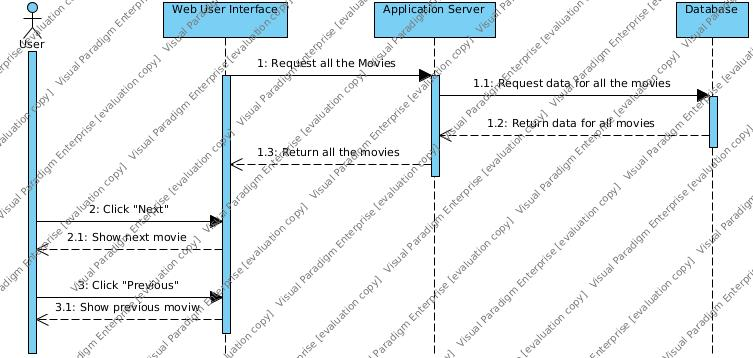 Web User Interface
Application Server
Database
User
1: Request all the Movies
1.1: Request data for all the movies
1.2: Return data for all movies
1.3: Return all the movies
2: Click "Next"
2.1: Show next movie
3: Click "Previous"
3.1: Show previous moviw
Visual Paradigm Enterprise [evaluation copy]